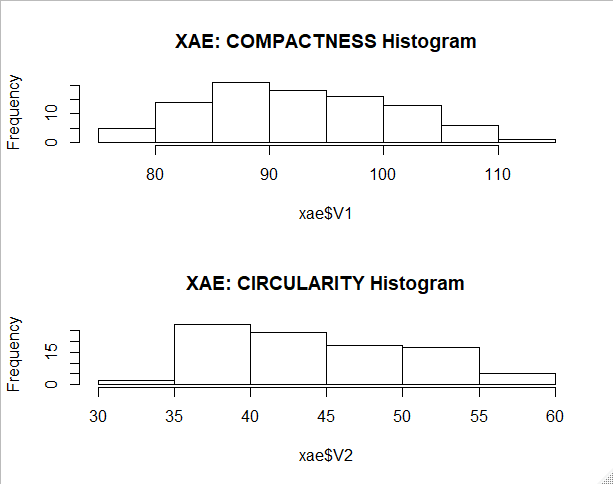 XAE: COMPACTNESS Histogram
Frequency
10
0
80 90 100 110
xae$V1
XAE: CIRCULARITY Histogram
Frequency
15
0
30 35 40 45 50 55 60
xae$V2